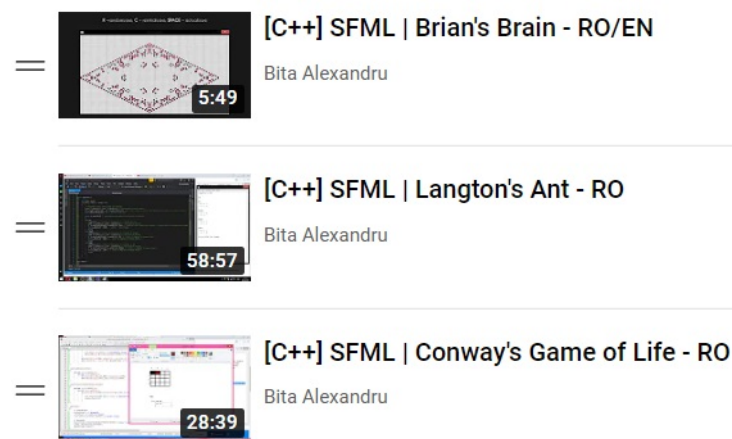 [C++] SFML | Brian's Brain - RO/EN
Bita Alexandru
5:49
[C++] SFML | Langton's Ant - RO
Bita Alexandru
58:57
[C++] SFML | Conway's Game of Life - RO
Bita Alexandru
28:39